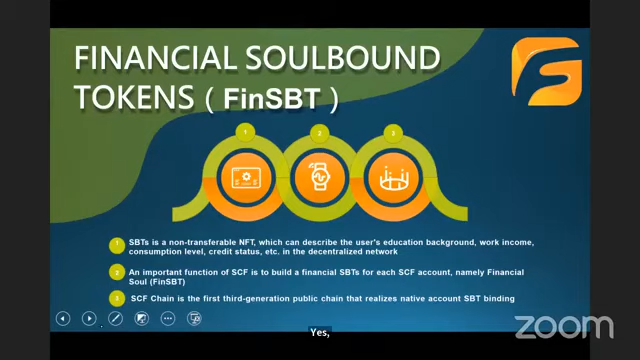 FINANCIAL SOULBOUND
TOKENS ( FinSBT )
1
2
3
1 SBTs is a non-transferable NFT, which can describe the user's education background, work income,
consumption level, credit status, etc. in the decentralized network
2 An important function of SCF is to build a financial SBTs for each SCF account, namely Financial
Soul (FinSBT)
3 SCF Chain is the first third-generation public chain that realizes native account SBT binding
zoom
Yes,